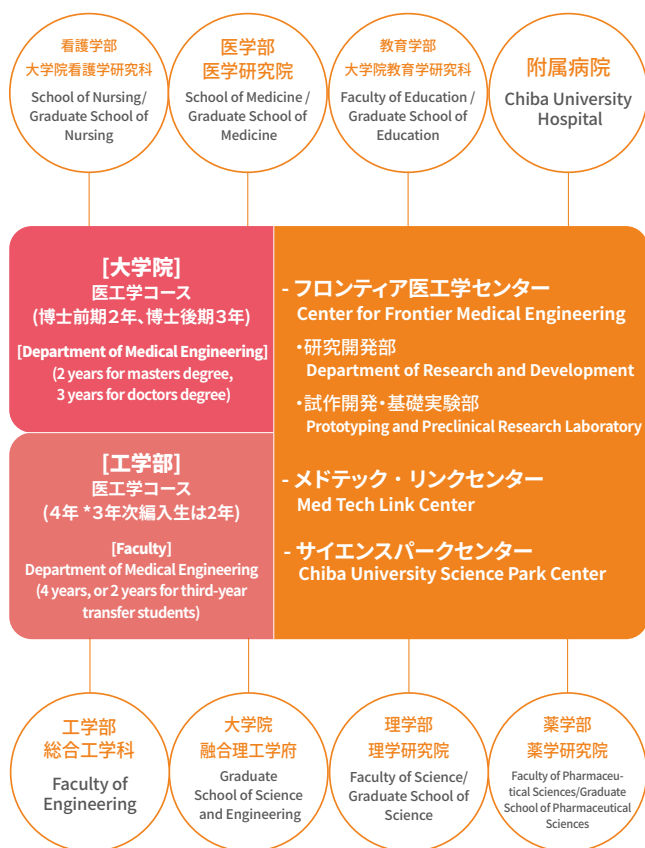 看護学部
大学院看護学研究科
School of Nursing/
Graduate School of
Nursing
医学部
医学研究院
School of Medicine /
Graduate School of
Medicine
教育学部
大学院教育学研究科
Faculty of Education /
Graduate School of
Education
附属病院
Chiba University
Hospital
[大学院]
医工学コース
(博士前期２年、博士後期３年)
[Department of Medical Engineering]
(2 years for masters degree,
3 years for doctors degree)
[工学部]
医工学コース
(４年 *３年次編入生は2年)
[Faculty]
Department of Medical Engineering
(4 years, or 2 years for third-year
transfer students)
- フロンティア医工学センター
Center for Frontier Medical Engineering
・研究開発部
Department of Research and Development
・試作開発・基礎実験部
Prototyping and Preclinical Research Laboratory
- メドテック・リンクセンター
Med Tech Link Center
- サイエンスパークセンター
Chiba University Science Park Center
工学部
総合工学科
Faculty of
Engineering
大学院
融合理工学府
Graduate
School of Science
and Engineering
理学部
理学研究院
Faculty of Science/
Graduate School of
Science
薬学部
薬学研究院
Faculty of Pharmaceu-
tical Sciences/Graduate
School of Pharmaceutical
Sciences